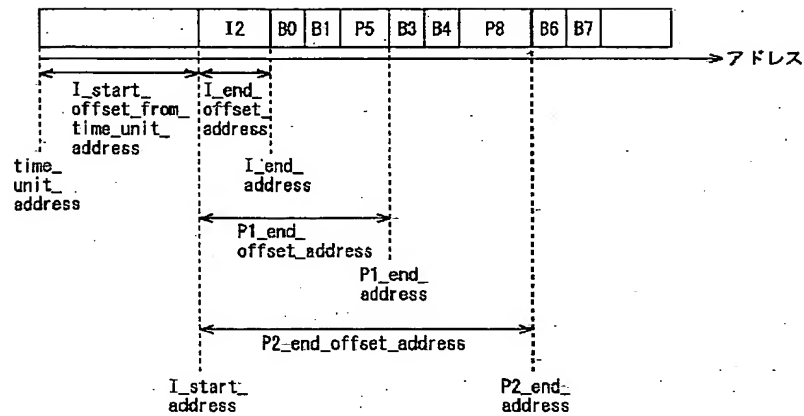 I2 B0 B1 P5 B3 B4 P8 B6 B7
アドレス
I_start_
offset_from_
time_unit_
address
I_end_
offset_
address
time_
unit_
address
I_end_
address
P1_end_
offset_address
P1_end_
address
P2_end_offset_address
I_start_
address
P2_end_
address